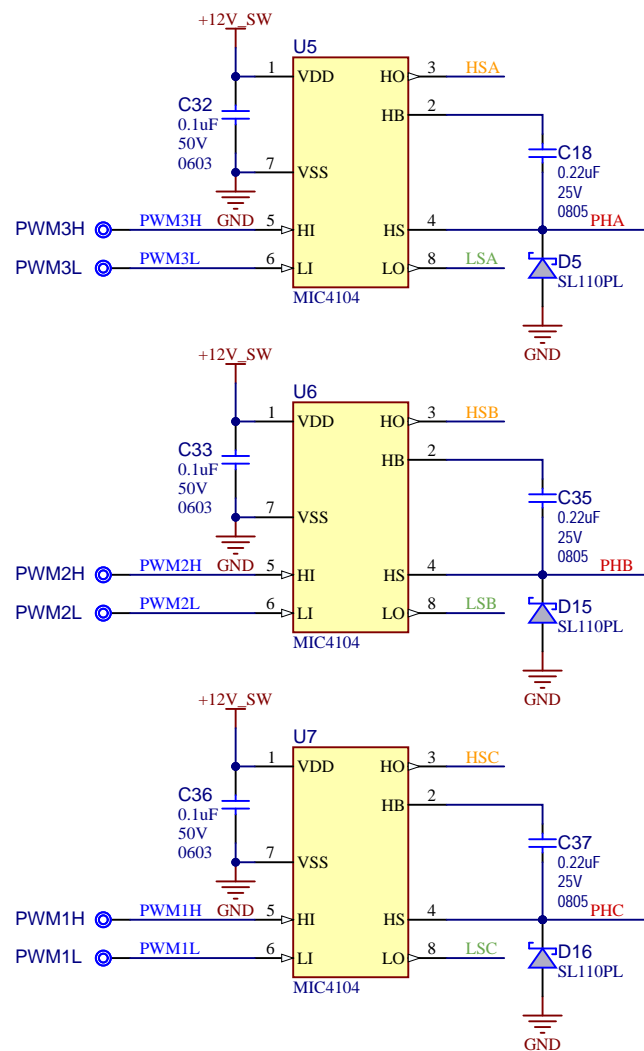 +12V_SW
U5
1 VDD HO 3 HSA
C32
0.1uF
50V
0603
HB 2
C18
0.22uF
25V
0805
7 VSS
GND
PWM3H PWM3H 5 HI HS 4 PHA
PWM3L PWM3L 6 LI LO 8 LSA
D5
SL110PL
MIC4104
GND
+12V_SW
U6
1 VDD HO 3 HSB
C33
0.1uF
50V
0603
HB 2
C35
0.22uF
25V
0805
7 VSS
GND
PWM2H PWM2H 5 HI HS 4 PHB
PWM2L PWM2L 6 LI LO 8 LSB
D15
SL110PL
MIC4104
GND
+12V_SW
U7
1 VDD HO 3 HSC
C36
0.1uF
50V
0603
HB 2
C37
0.22uF
25V
0805
7 VSS
GND
PWM1H PWM1H 5 HI HS 4 PHC
PWM1L PWM1L 6 LI LO 8 LSC
D16
SL110PL
MIC4104
GND